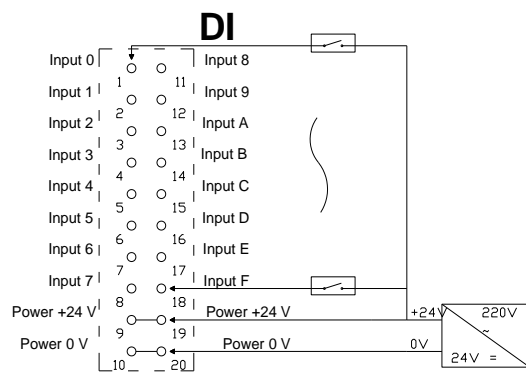 DI
Input 0 Input 8
1 11
Input 1 Input 9
2 12
Input 2 Input A
3 13
Input 3 Input B
4 14
Input 4 Input C
5 15
Input 5 Input D
6 16
Input 6 Input E
7 17
Input 7 Input F
8 18
Power +24 V Power +24 V +24V 220V
9 19 ~
Power 0 V Power 0 V 0V
10 20 24V =